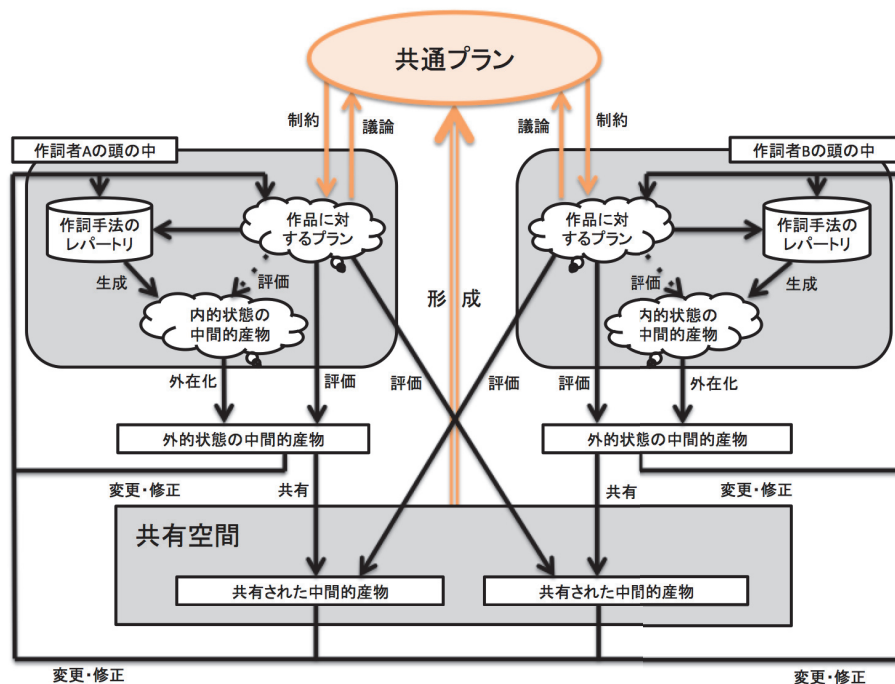 共通プラン
制約
議論
議論
制約
作詞者Aの頭の中
作詞者Bの頭の中
作詞手法の
レパートリ
作品に対
するプラン
作品に対
するプラン
作詞手法の
レパートリ
生成
評価
評価
生成
内的状態の
中間的産物
形成
内的状態の
中間的産物
外在化
評価
評価
評価
評価
外在化
外的状態の中間的産物
外的状態の中間的産物
変更・修正
共有
共有
変更・修正
共有空間
共有された中間的産物
共有された中間的産物
変更・修正
変更・修正